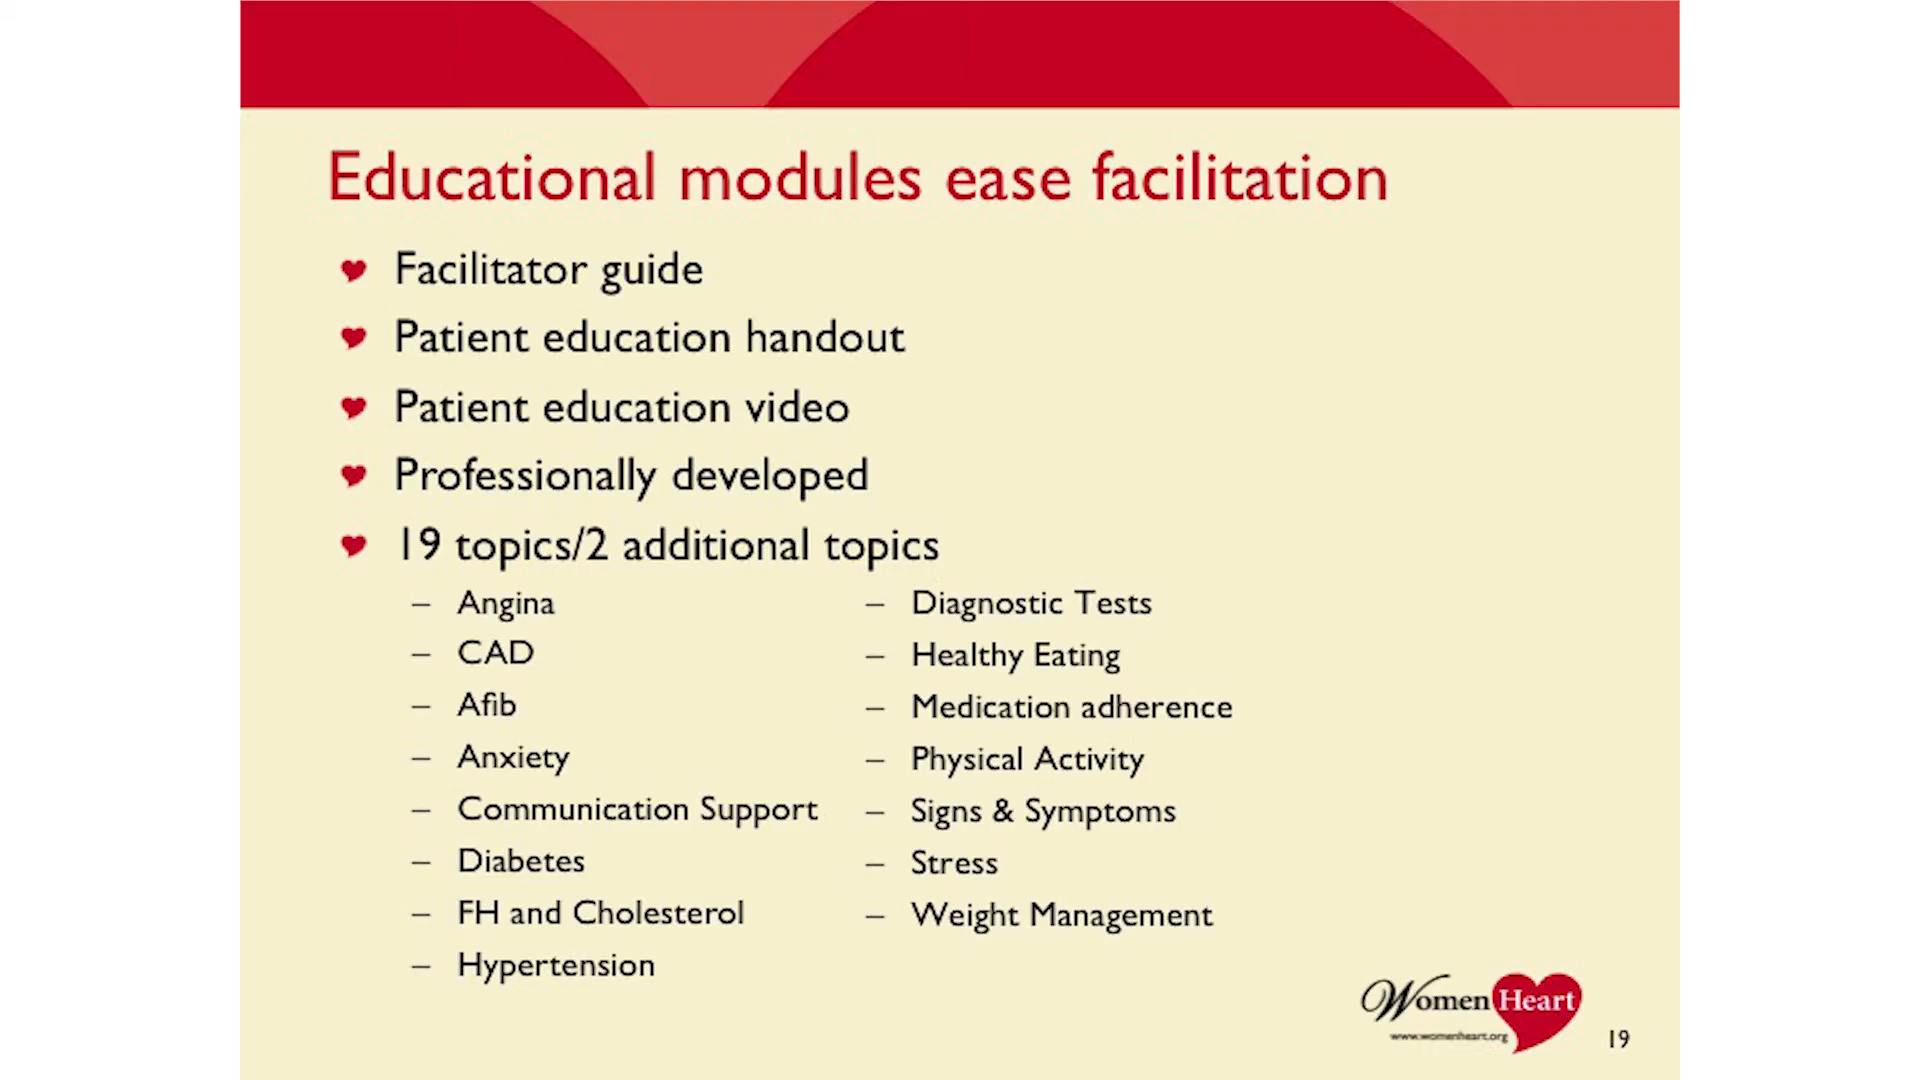 Educational modules ease facilitation
Facilitator guide
Patient education handout
Patient education video
Professionally developed
19 topics/2 additional topics
– Angina
– CAD
– Afib
– Anxiety
– Communication Support
– Diabetes
– FH and Cholesterol
– Hypertension
– Diagnostic Tests
– Healthy Eating
– Medication adherence
– Physical Activity
– Signs & Symptoms
– Stress
– Weight Management
WomenHeart
www.womenheart.org
19